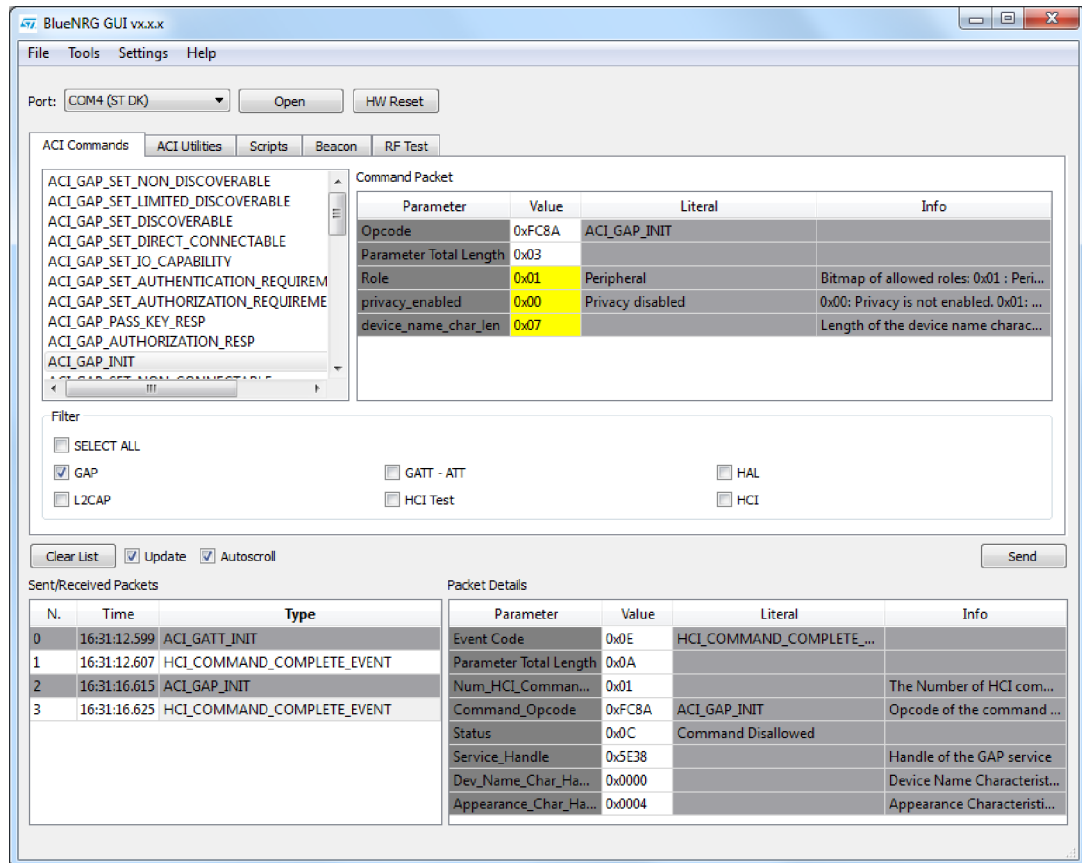 BlueNRG GUI vx.x.x
File Tools Settings Help
Port: COM4 (ST DK) Open HW Reset
ACI Commands ACI Utilities Scripts Beacon RF Test
ACI_GAP_SET_NON_DISCOVERABLE
ACI_GAP_SET_LIMITED_DISCOVERABLE
ACI_GAP_SET_DISCOVERABLE
ACI_GAP_SET_DIRECT_CONNECTABLE
ACI_GAP_SET_IO_CAPABILITY
ACI_GAP_SET_AUTHENTICATION_REQUIREM
ACI_GAP_SET_AUTHORIZATION_REQUIREME
ACI_GAP_PASS_KEY_RESP
ACI_GAP_AUTHORIZATION_RESP
ACI_GAP_INIT
ACI_GAP_SET_NON_CONNECTABLE
Command Packet
Parameter Value Literal Info
Opcode 0xFC8A ACI_GAP_INIT
Parameter Total Length 0x03
Role 0x01 Peripheral Bitmap of allowed roles: 0x01 : Peri...
privacy_enabled 0x00 Privacy disabled 0x00: Privacy is not enabled. 0x01: ...
device_name_char_len 0x07 Length of the device name charac...
Filter
SELECT ALL
GAP GATT - ATT HAL
L2CAP HCI Test HCI
Clear List Update Autoscroll Send
Sent/Received Packets
N. Time Type
0 16:31:12.599 ACI_GATT_INIT
1 16:31:12.607 HCI_COMMAND_COMPLETE_EVENT
2 16:31:16.615 ACI_GAP_INIT
3 16:31:16.625 HCI_COMMAND_COMPLETE_EVENT
Packet Details
Parameter Value Literal Info
Event Code 0x0E HCI_COMMAND_COMPLETE_...
Parameter Total Length 0x0A
Num_HCI_Comman... 0x01 The Number of HCI com...
Command_Opcode 0xFC8A ACI_GAP_INIT Opcode of the command ...
Status 0x0C Command Disallowed
Service_Handle 0x5E38 Handle of the GAP service
Dev_Name_Char_Ha... 0x0000 Device Name Characterist...
Appearance_Char_Ha... 0x0004 Appearance Characteristi...